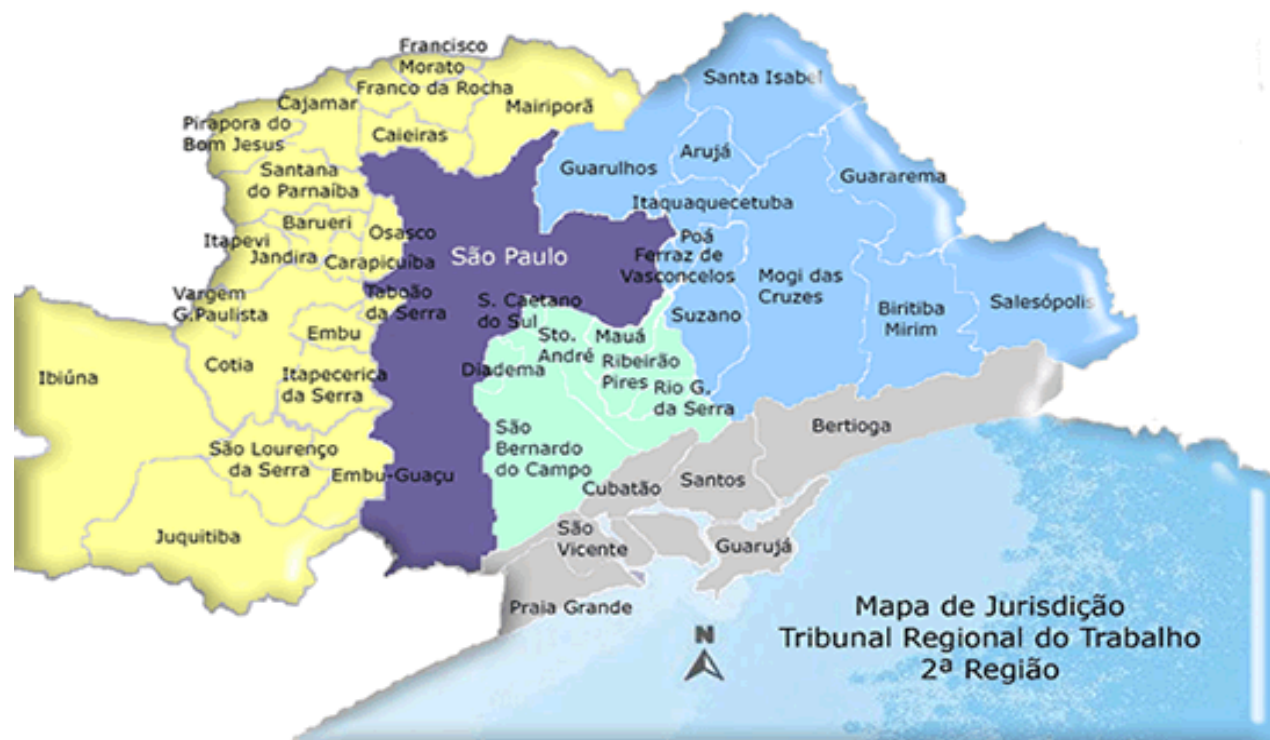 Francisco
Morato
Franco da Rocha
Cajamar
Mairiporã
Santa Isabel
Pirapora do
Bom Jesus
Caieiras
Arujá
Guarulhos
Guararema
Santana
do Parnaíba
Itaquaquecetuba
Barueri
Osasco
Itapevi
Jandira
Carapicuíba
São Paulo
Poá
Ferraz de
Vasconcelos
Mogi das
Cruzes
Vargem
G.Paulista
Taboão
da Serra
S. Caetano
do Sul
Suzano
Biritiba
Mirim
Salesópolis
Embu
Sto.
André
Mauá
Ribeirão
Pires
Cotia
Diadema
Ibiúna
Itapecerica
da Serra
Rio G.
da Serra
São
Bernardo
do Campo
Bertioga
São Lourenço
da Serra
Embu-Guaçu
Cubatão
Santos
Juquitiba
São
Vicente
Guarujá
Praia Grande
N
Mapa de Jurisdição
Tribunal Regional do Trabalho
2ª Região